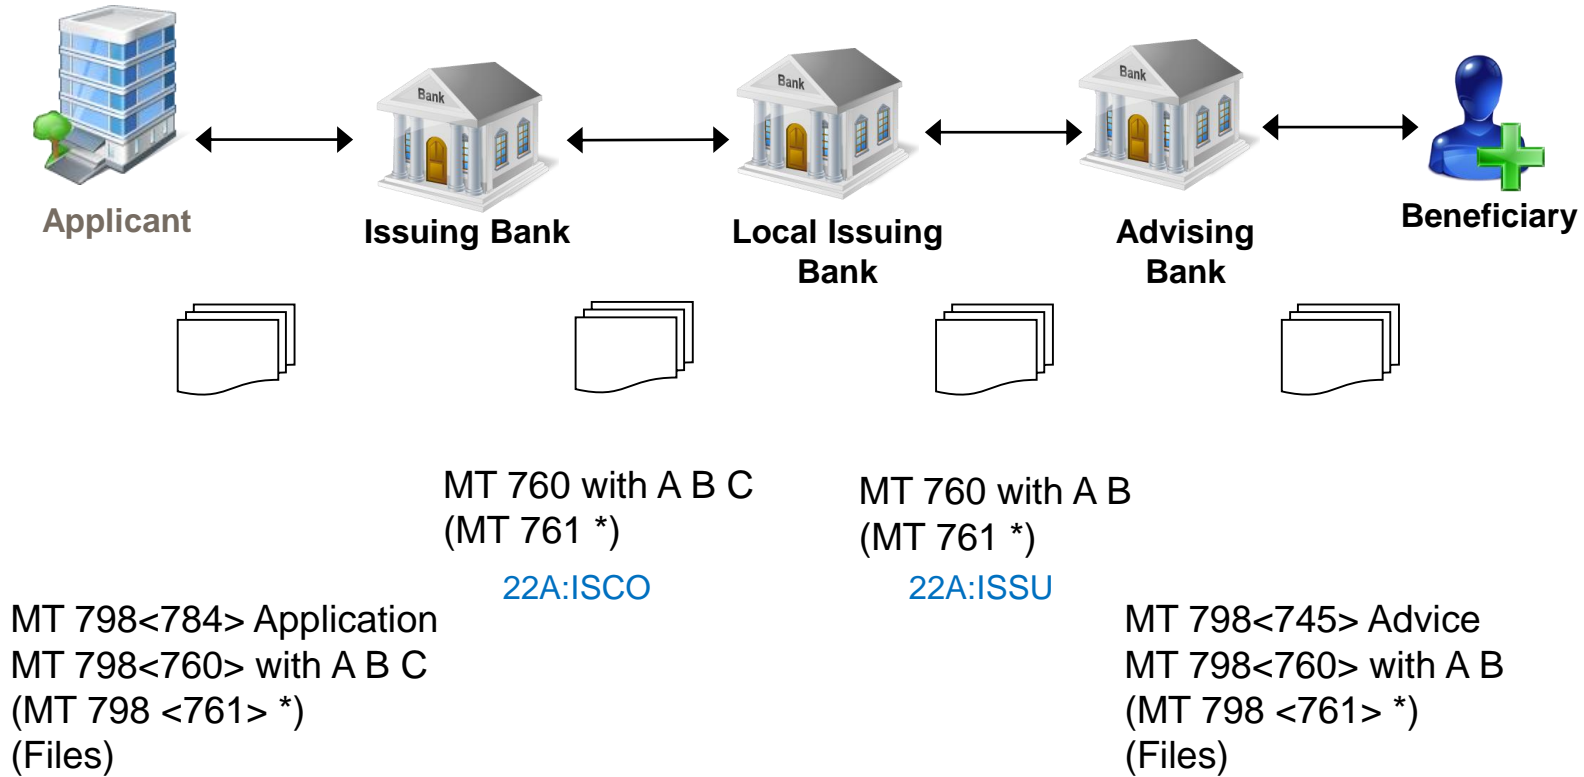 Bank
Bank
Bank
Applicant
Issuing Bank
Local Issuing
Bank
Advising
Bank
Beneficiary
MT 760 with A B C
(MT 761 *)
22A:ISCO
MT 760 with A B
(MT 761 *)
22A:ISSU
MT 798<784> Application
MT 798<760> with A B C
(MT 798 <761> *)
(Files)
MT 798<745> Advice
MT 798<760> with A B
(MT 798 <761> *)
(Files)